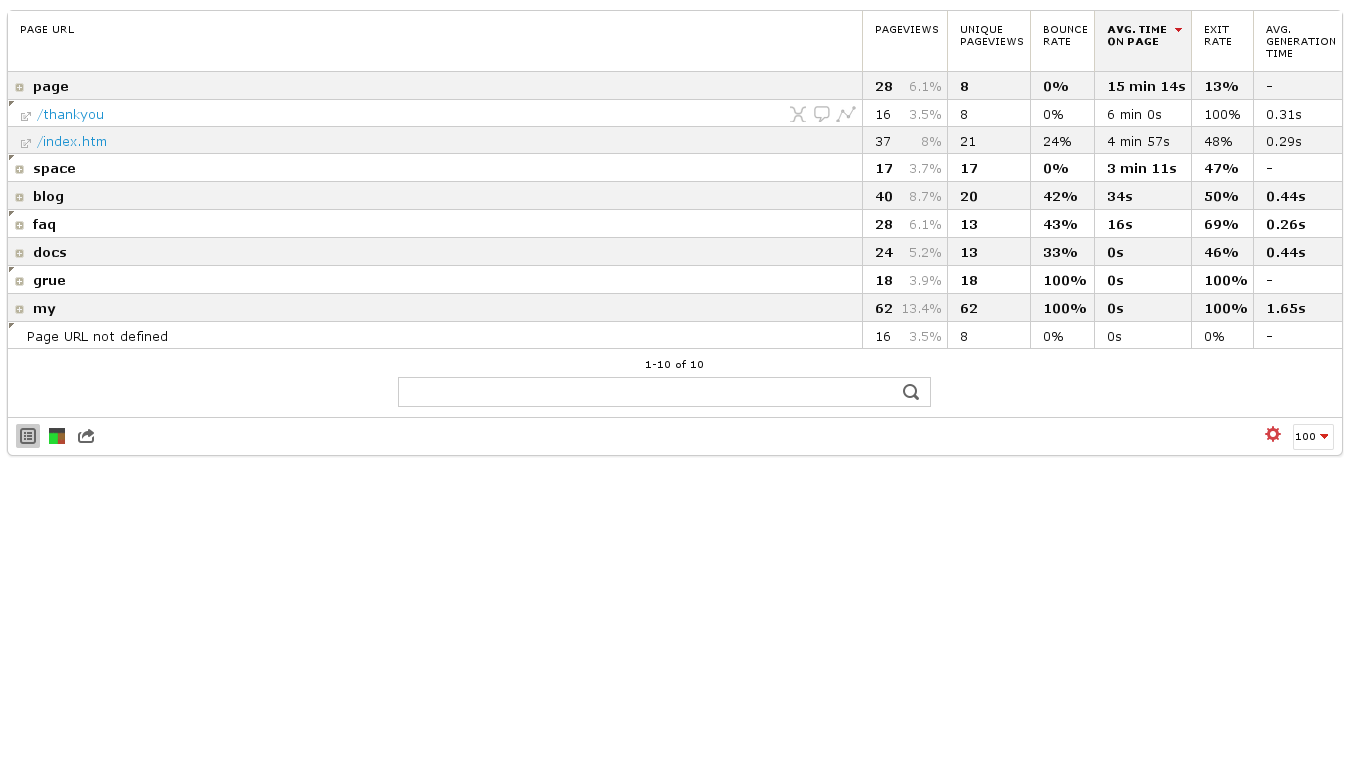 PAGE URL PAGEVIEWS UNIQUE PAGEVIEWS BOUNCE RATE AVG. TIME ON PAGE EXIT RATE AVG. GENERATION TIME
page 28 6.1% 8 0% 15 min 14s 13% -
/thankyou 16 3.5% 8 0% 6 min 0s 100% 0.31s
/index.htm 37 8% 21 24% 4 min 57s 48% 0.29s
space 17 3.7% 17 0% 3 min 11s 47% -
blog 40 8.7% 20 42% 34s 50% 0.44s
faq 28 6.1% 13 43% 16s 69% 0.26s
docs 24 5.2% 13 33% 0s 46% 0.44s
grue 18 3.9% 18 100% 0s 100% -
my 62 13.4% 62 100% 0s 100% 1.65s
Page URL not defined 16 3.5% 8 0% 0s 0% -
1-10 of 10
100